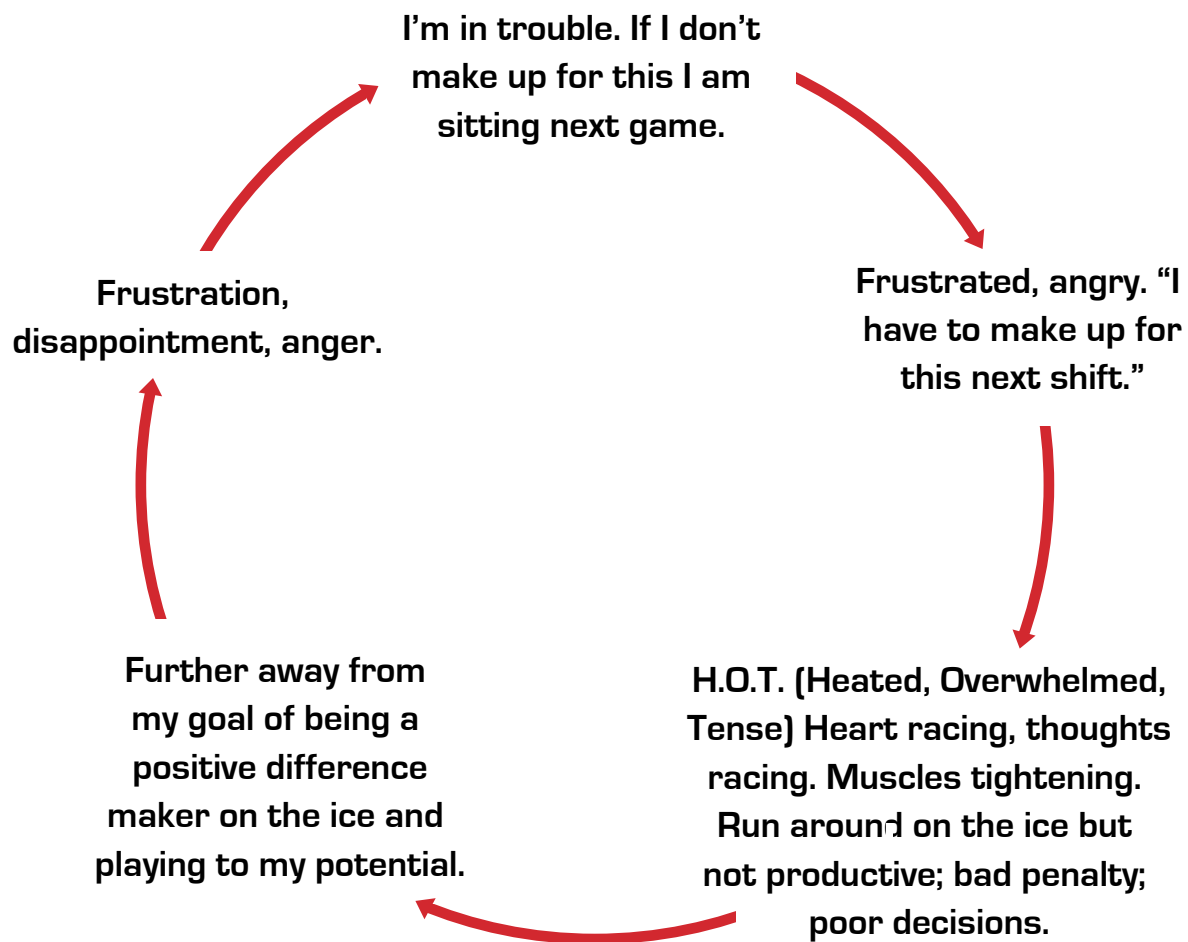 I'm in trouble. If I don't
make up for this I am
sitting next game.
Frustrated, angry. “I
have to make up for
this next shift.”
H.O.T. (Heated, Overwhelmed,
Tense) Heart racing, thoughts
racing. Muscles tightening.
Run around on the ice but
not productive; bad penalty;
poor decisions.
Further away from
my goal of being a
positive difference
maker on the ice and
playing to my potential.
Frustration,
disappointment, anger.